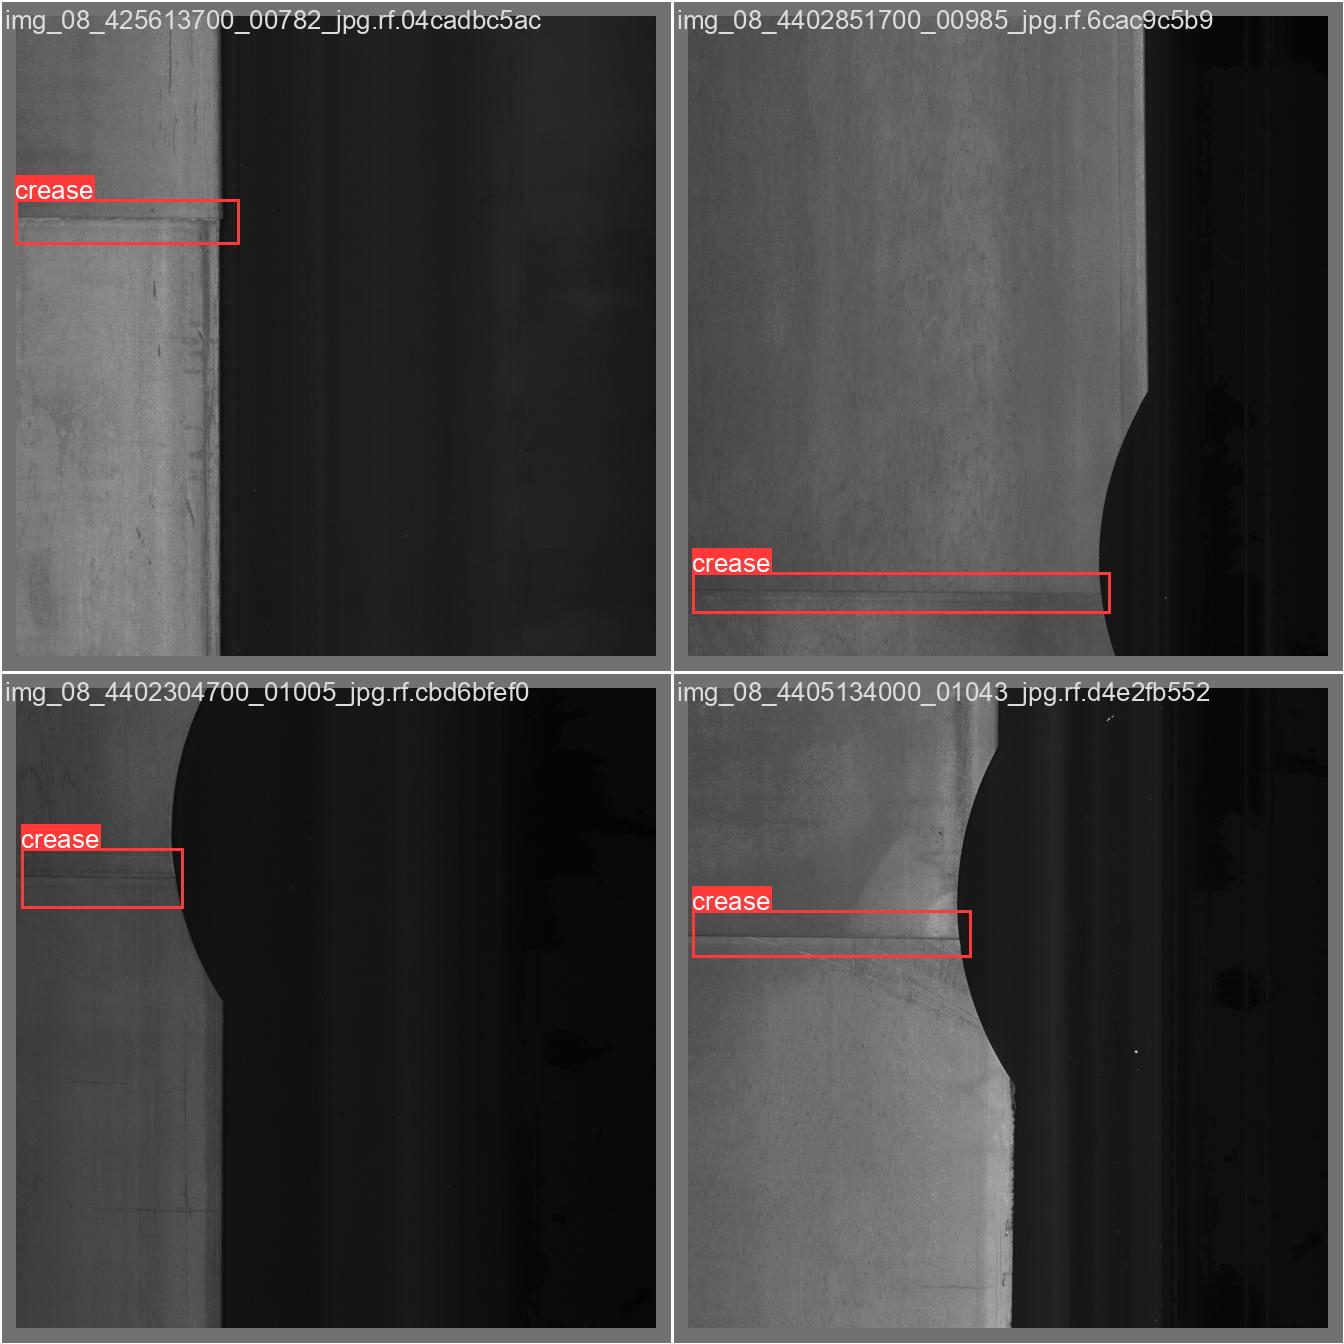 img_08_425613700_00782_jpg.rf.04cadbc5ac
img_08_4402851700_00985_jpg.rf.6cac9c5b9
crease
crease
img_08_4402304700_01005_jpg.rf.cbd6bfef0
img_08_4405134000_01043_jpg.rf.d4e2fb552
crease
crease